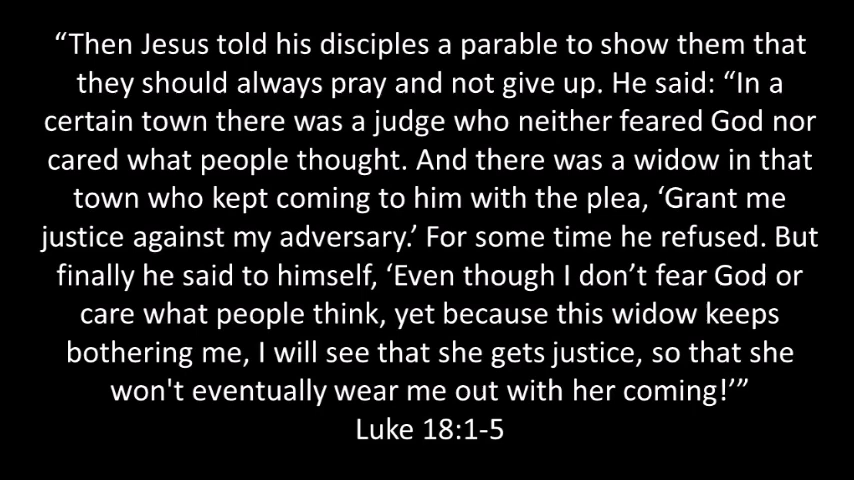 “Then Jesus told his disciples a parable to show them that
they should always pray and not give up. He said: “In a
certain town there was a judge who neither feared God nor
cared what people thought. And there was a widow in that
town who kept coming to him with the plea, ‘Grant me
justice against my adversary.’ For some time he refused. But
finally he said to himself, ‘Even though I don’t fear God or
care what people think, yet because this widow keeps
bothering me, I will see that she gets justice, so that she
won't eventually wear me out with her coming!’”
Luke 18:1-5